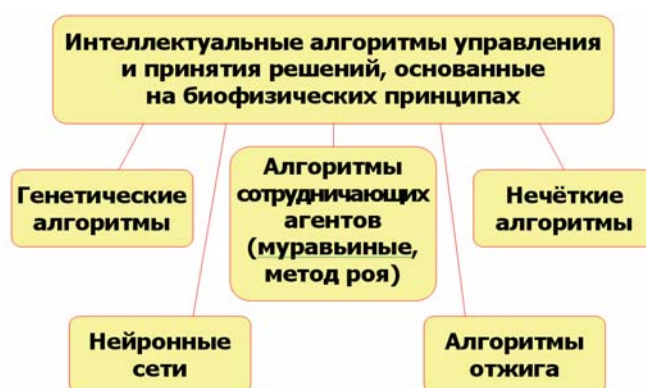 Интеллектуальные алгоритмы управления
и принятия решений, основанные
на биофизических принципах
Генетические
алгоритмы
Алгоритмы
сотрудничающих
агентов
(муравьиные,
метод роя)
Нечёткие
алгоритмы
Нейронные
сети
Алгоритмы
отжига